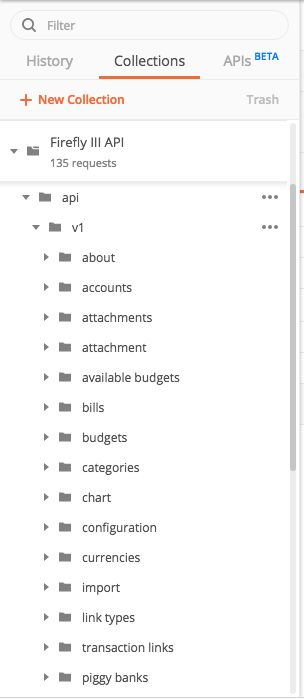 Filter
History Collections APIs BETA
+ New Collection Trash
Firefly III API
135 requests
api
v1
about
accounts
attachments
attachment
available budgets
bills
budgets
categories
chart
configuration
currencies
import
link types
transaction links
piggy banks